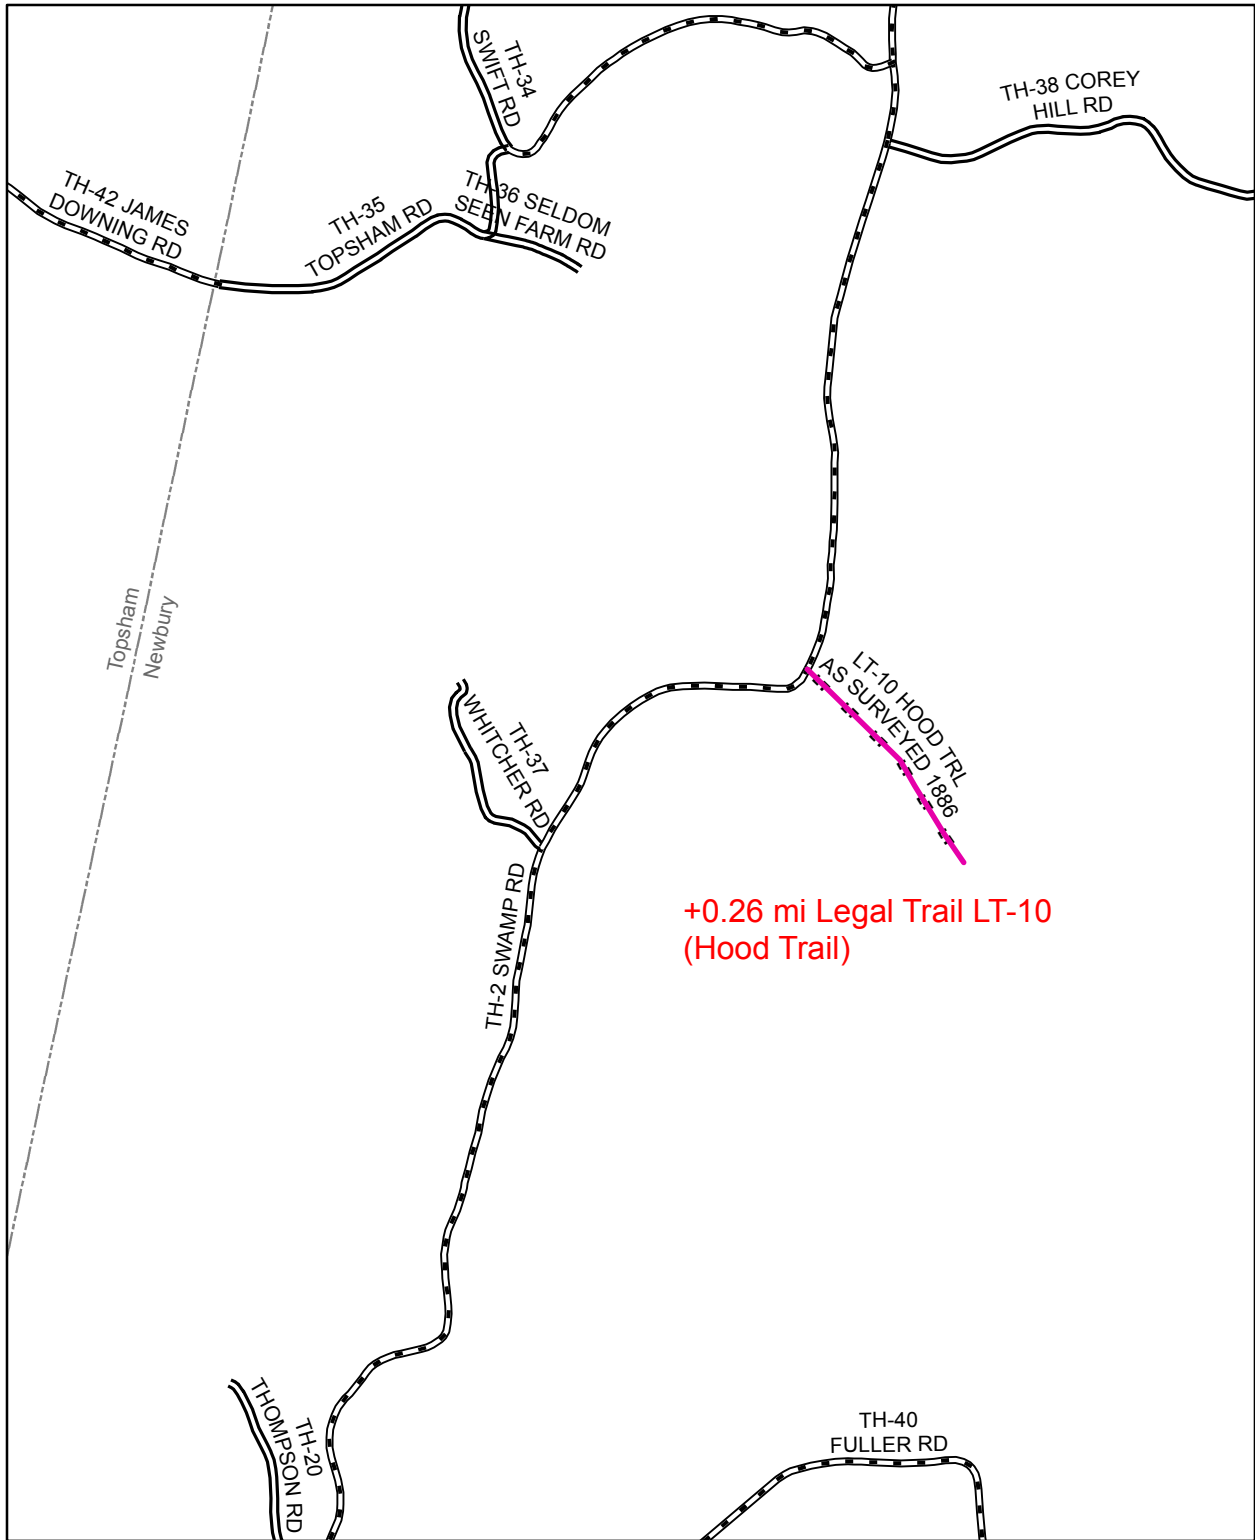 TH-34
SWIFT RD
TH-38 COREY
HILL RD
TH-42 JAMES
DOWNING RD
TH-35
TOPSHAM RD
TH-36 SELDOM
SEEN FARM RD
Topsham
Newbury
LT-10 HOOD TRL
AS SURVEYED 1886
TH-37
WHITCHER RD
+0.26 mi Legal Trail LT-10
(Hood Trail)
TH-2 SWAMP RD
TH-20
THOMPSON RD
TH-40
FULLER RD